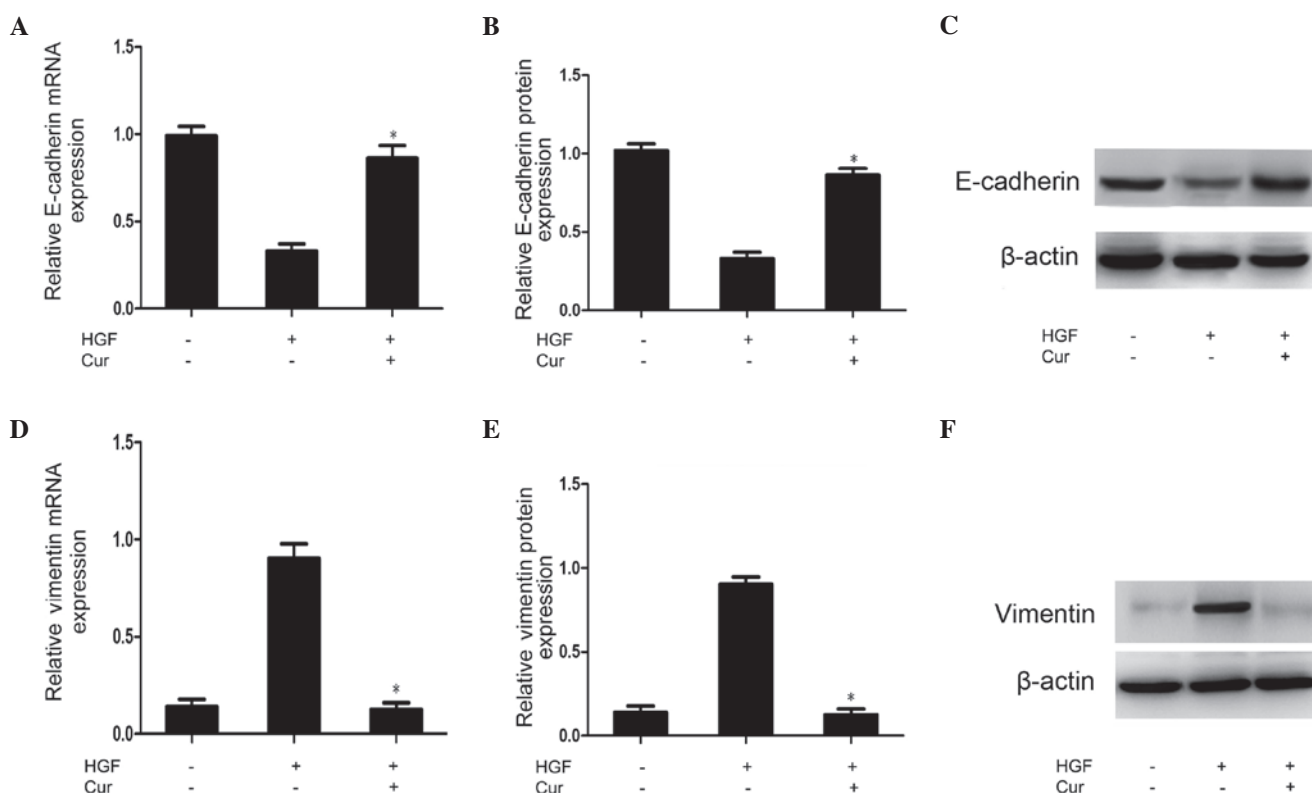 A
Relative E-cadherin mRNA
expression
1.5
1.0
0.5
0.0
*
HGF - + +
Cur - - +
B
Relative E-cadherin protein
expression
1.5
1.0
0.5
0.0
*
HGF - + +
Cur - - +
C
E-cadherin
β-actin
HGF - + +
Cur - - +
D
Relative vimentin mRNA
expression
1.5
1.0
0.5
0.0
*
HGF - + +
Cur - - +
E
Relative vimentin protein
expression
1.5
1.0
0.5
0.0
*
HGF - + +
Cur - - +
F
Vimentin
β-actin
HGF - + +
Cur - - +